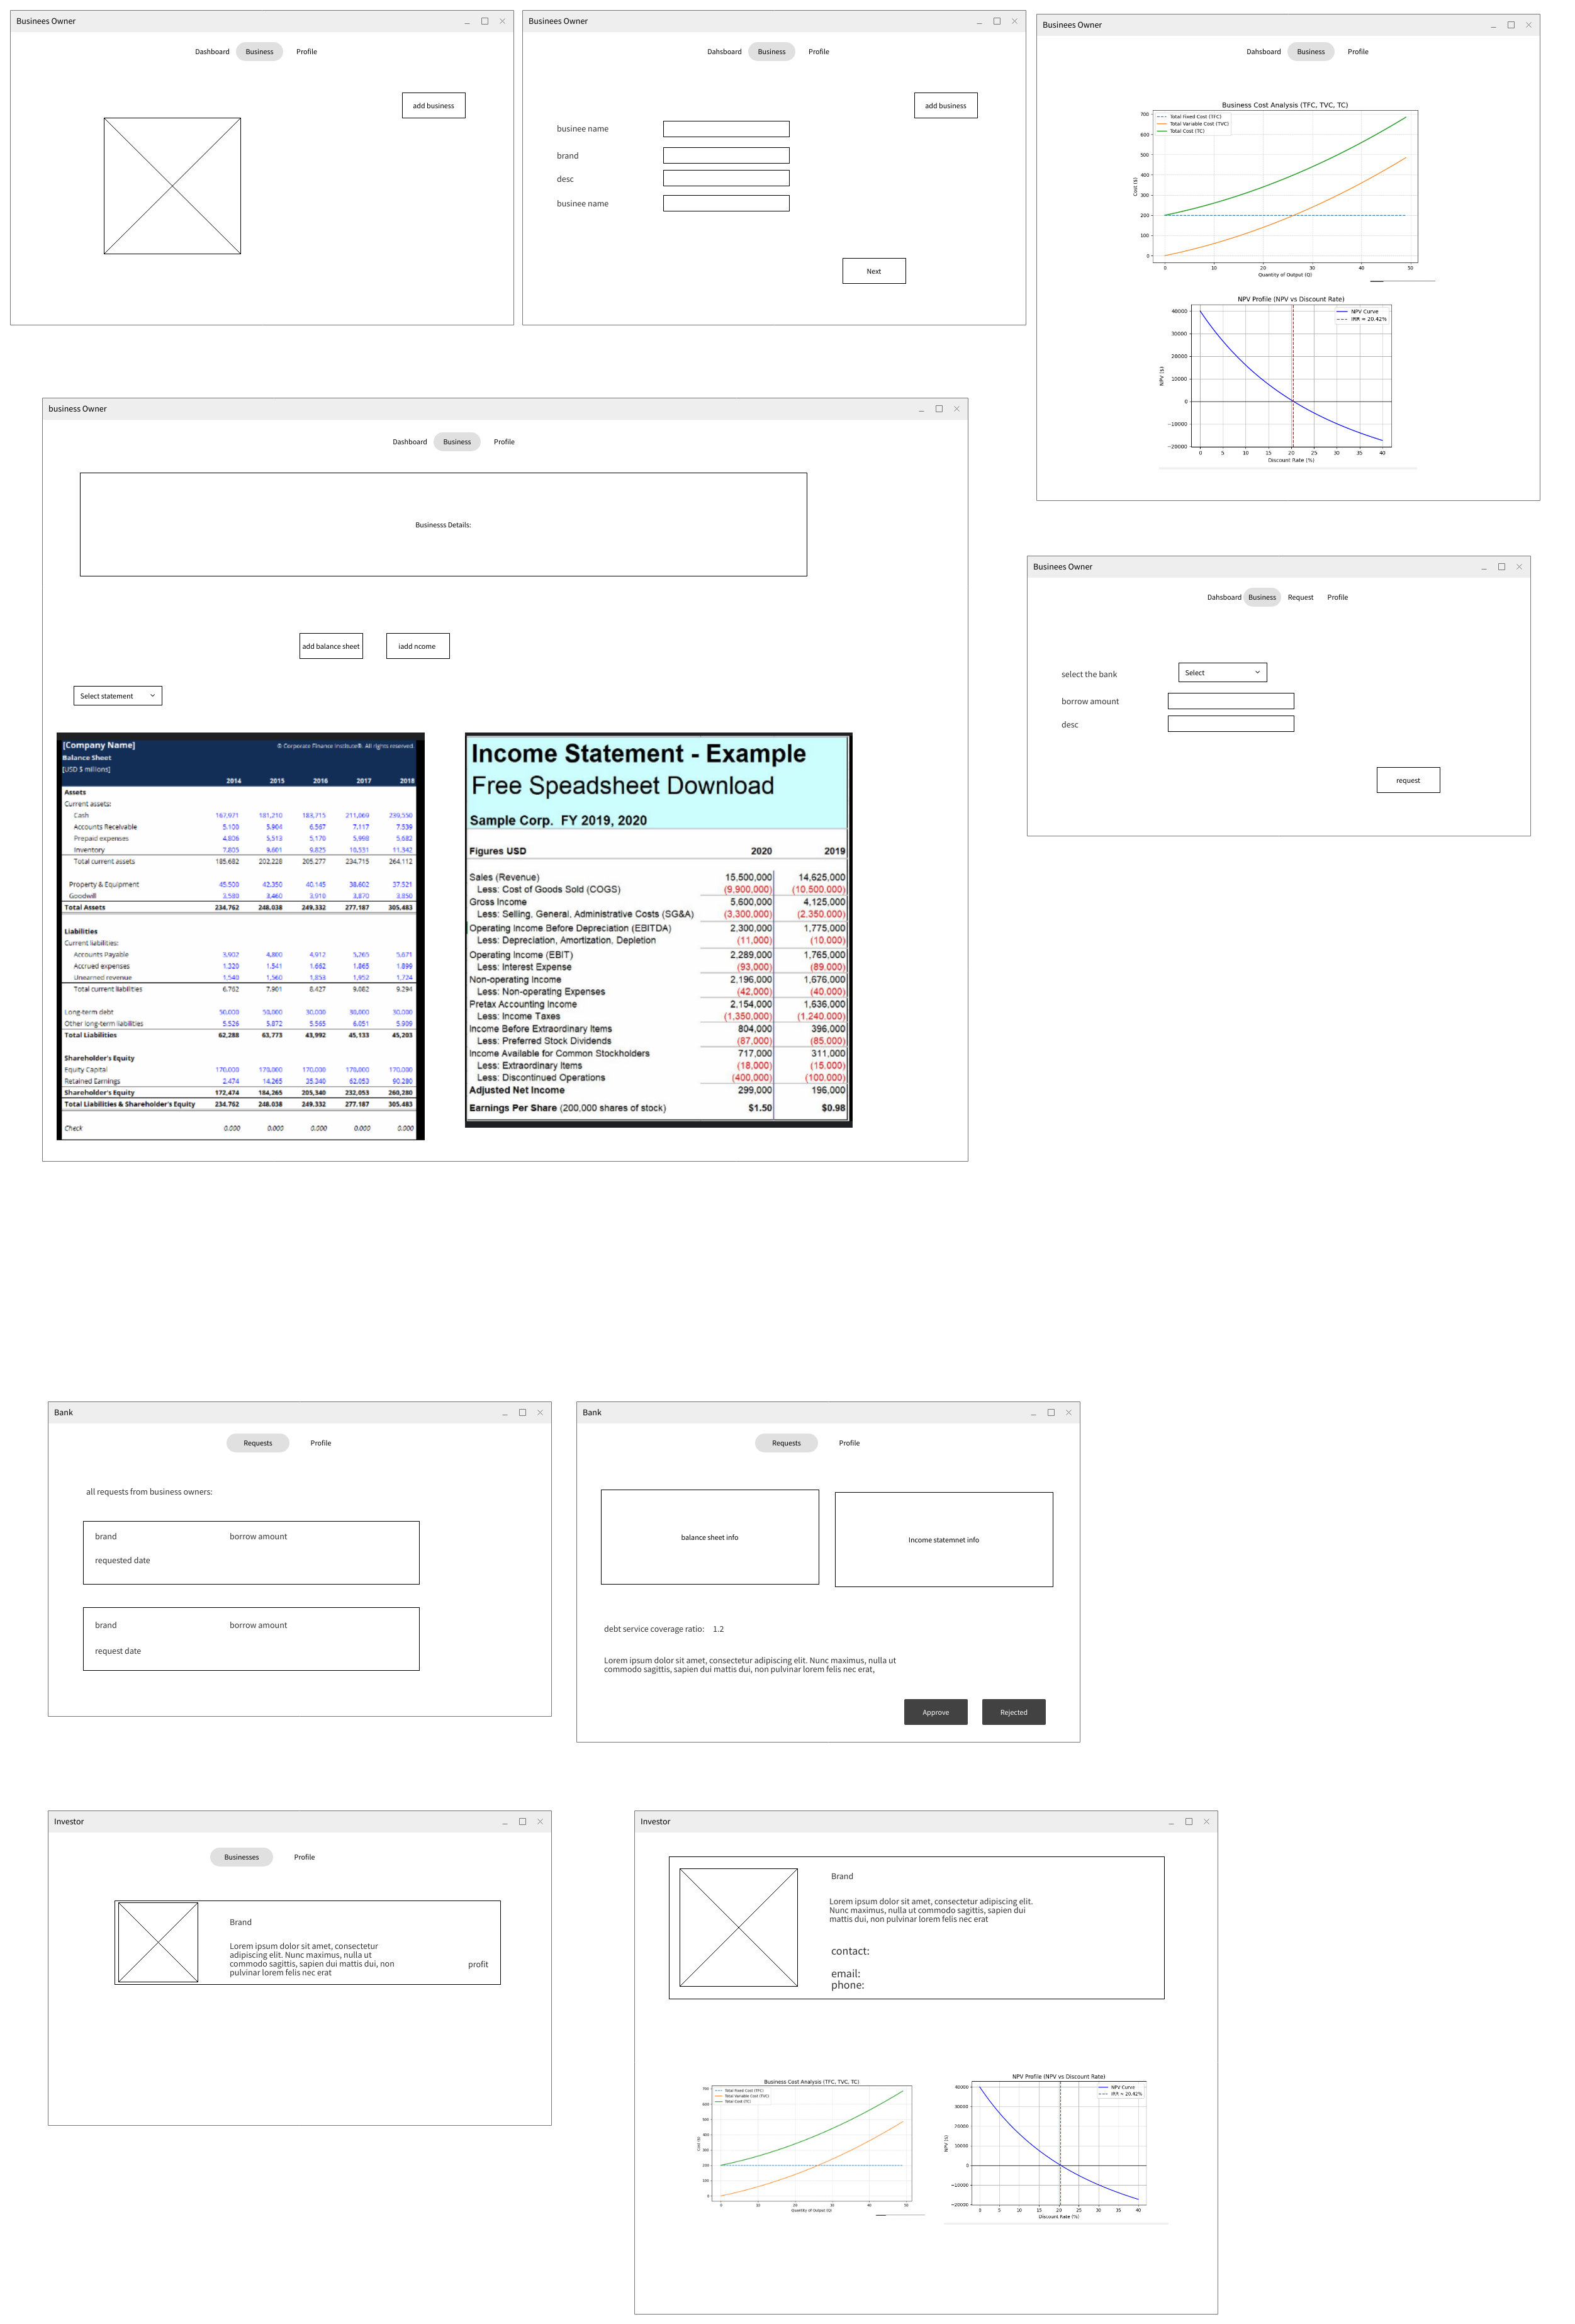 Businees Owner
Dashboard Business Profile
add business
Businees Owner
Dahsboard Business Profile
add business
businee name
brand
desc
businee name
Next
Businees Owner
Dahsboard Business Profile
Business Cost Analysis (TFC, TVC, TC)
Total Fixed Cost (TFC)
Total Variable Cost (TVC)
Total Cost (TC)
700
600
500
400
300
200
100
0
Cost ($)
0 10 20 30 40 50
Quantity of Output (Q)
NPV Profile (NPV vs Discount Rate)
NPV Curve
IRR = 20.42%
40000
30000
20000
10000
0
−10000
−20000
NPV ($)
0 5 10 15 20 25 30 35 40
Discount Rate (%)
business Owner
Dashboard Business Profile
Businesss Details:
add balance sheet iadd ncome
Select statement
[Company Name] © Corporate Finance Institute®. All rights reserved.
Balance Sheet
[USD $ millions]
2014 2015 2016 2017 2018
Assets
Current assets:
Cash 167,971 181,210 183,715 211,069 239,550
Accounts Receivable 5,100 5,904 6,567 7,117 7,539
Prepaid expenses 4,806 5,513 5,170 5,998 5,682
Inventory 7,805 9,601 9,825 10,531 11,342
Total current assets 185,682 202,228 205,277 234,715 264,112
Property & Equipment 45,500 42,350 40,145 38,602 37,521
Goodwill 3,580 3,460 3,910 3,870 3,850
Total Assets 234,762 248,038 249,332 277,187 305,483
Liabilities
Current liabilities:
Accounts Payable 3,902 4,800 4,912 5,265 5,671
Accrued expenses 1,320 1,541 1,662 1,865 1,899
Unearned revenue 1,540 1,560 1,853 1,952 1,724
Total current liabilities 6,762 7,901 8,427 9,082 9,294
Long-term debt 50,000 50,000 30,000 30,000 30,000
Other long-term liabilities 5,526 5,872 5,565 6,051 5,909
Total Liabilities 62,288 63,773 43,992 45,133 45,203
Shareholder's Equity
Equity Capital 170,000 170,000 170,000 170,000 170,000
Retained Earnings 2,474 14,265 35,340 62,053 90,280
Shareholder's Equity 172,474 184,265 205,340 232,053 260,280
Total Liabilities & Shareholder's Equity 234,762 248,038 249,332 277,187 305,483
Check 0.000 0.000 0.000 0.000 0.000
Income Statement - Example
Free Speadsheet Download
Sample Corp. FY 2019, 2020
Figures USD 2020 2019
Sales (Revenue) 15,500,000 14,625,000
Less: Cost of Goods Sold (COGS) (9,900,000) (10,500,000)
Gross Income 5,600,000 4,125,000
Less: Selling, General, Administrative Costs (SG&A) (3,300,000) (2,350,000)
Operating Income Before Depreciation (EBITDA) 2,300,000 1,775,000
Less: Depreciation, Amortization, Depletion (11,000) (10,000)
Operating Income (EBIT) 2,289,000 1,765,000
Less: Interest Expense (93,000) (89,000)
Non-operating Income 2,196,000 1,676,000
Less: Non-operating Expenses (42,000) (40,000)
Pretax Accounting Income 2,154,000 1,636,000
Less: Income Taxes (1,350,000) (1,240,000)
Income Before Extraordinary Items 804,000 396,000
Less: Preferred Stock Dividends (87,000) (85,000)
Income Available for Common Stockholders 717,000 311,000
Less: Extraordinary Items (18,000) (15,000)
Less: Discontinued Operations (400,000) (100,000)
Adjusted Net Income 299,000 196,000
Earnings Per Share (200,000 shares of stock) $1.50 $0.98
Businees Owner
Dahsboard Business Request Profile
select the bank Select
borrow amount
desc
request
Bank
Requests Profile
all requests from business owners:
brand borrow amount
requested date
brand borrow amount
request date
Bank
Requests Profile
balance sheet info
Income statemnet info
debt service coverage ratio: 1.2
Lorem ipsum dolor sit amet, consectetur adipiscing elit. Nunc maximus, nulla ut
commodo sagittis, sapien dui mattis dui, non pulvinar lorem felis nec erat,
Approve Rejected
Investor
Businesses Profile
Brand
Lorem ipsum dolor sit amet, consectetur
adipiscing elit. Nunc maximus, nulla ut
commodo sagittis, sapien dui mattis dui, non
pulvinar lorem felis nec erat
profit
Investor
Brand
Lorem ipsum dolor sit amet, consectetur adipiscing elit.
Nunc maximus, nulla ut commodo sagittis, sapien dui
mattis dui, non pulvinar lorem felis nec erat
contact:
email:
phone:
Business Cost Analysis (TFC, TVC, TC)
Total Fixed Cost (TFC)
Total Variable Cost (TVC)
Total Cost (TC)
700
600
500
400
300
200
100
0
Cost ($)
0 10 20 30 40 50
Quantity of Output (Q)
NPV Profile (NPV vs Discount Rate)
NPV Curve
IRR = 20.42%
40000
30000
20000
10000
0
−10000
−20000
NPV ($)
0 5 10 15 20 25 30 35 40
Discount Rate (%)